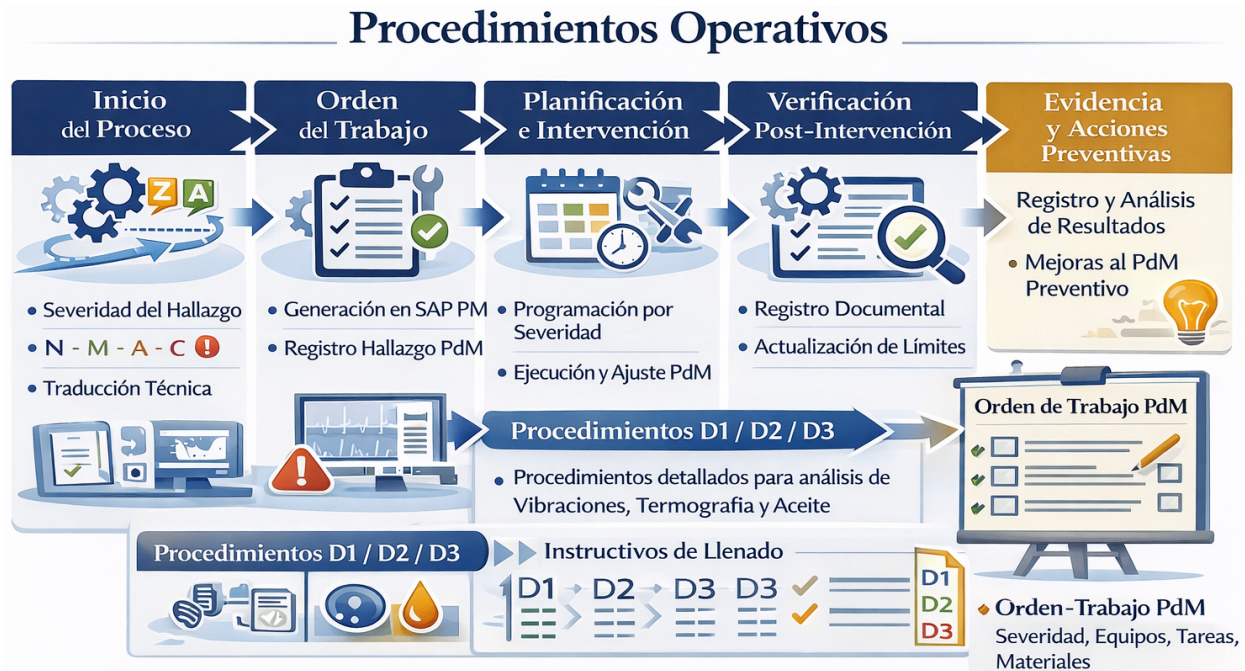 Procedimientos Operativos
Inicio
del Proceso
Z A
• Severidad del Hallazgo
• N - M - A - C !
• Traducción Técnica
Orden
del Trabajo
• Generación en SAP PM
• Registro Hallazgo PdM
!
Planificación
e Intervención
• Programación por
Severidad
• Ejecución y Ajuste PdM
Verificación
Post-Intervención
• Registro Documental
• Actualización de Límites
Evidencia
y Acciones
Preventivas
Registro y Análisis
de Resultados
• Mejoras al PdM
Preventivo
Procedimientos D1 / D2 / D3
• Procedimientos detallados para análisis de
Vibraciones, Termografia y Aceite
Orden de Trabajo PdM
Procedimientos D1 / D2 / D3
Instructivos de Llenado
D1 D2 D3 D3
D1
D2
D3
Orden-Trabajo PdM
Severidad, Equipos, Tareas,
Materiales